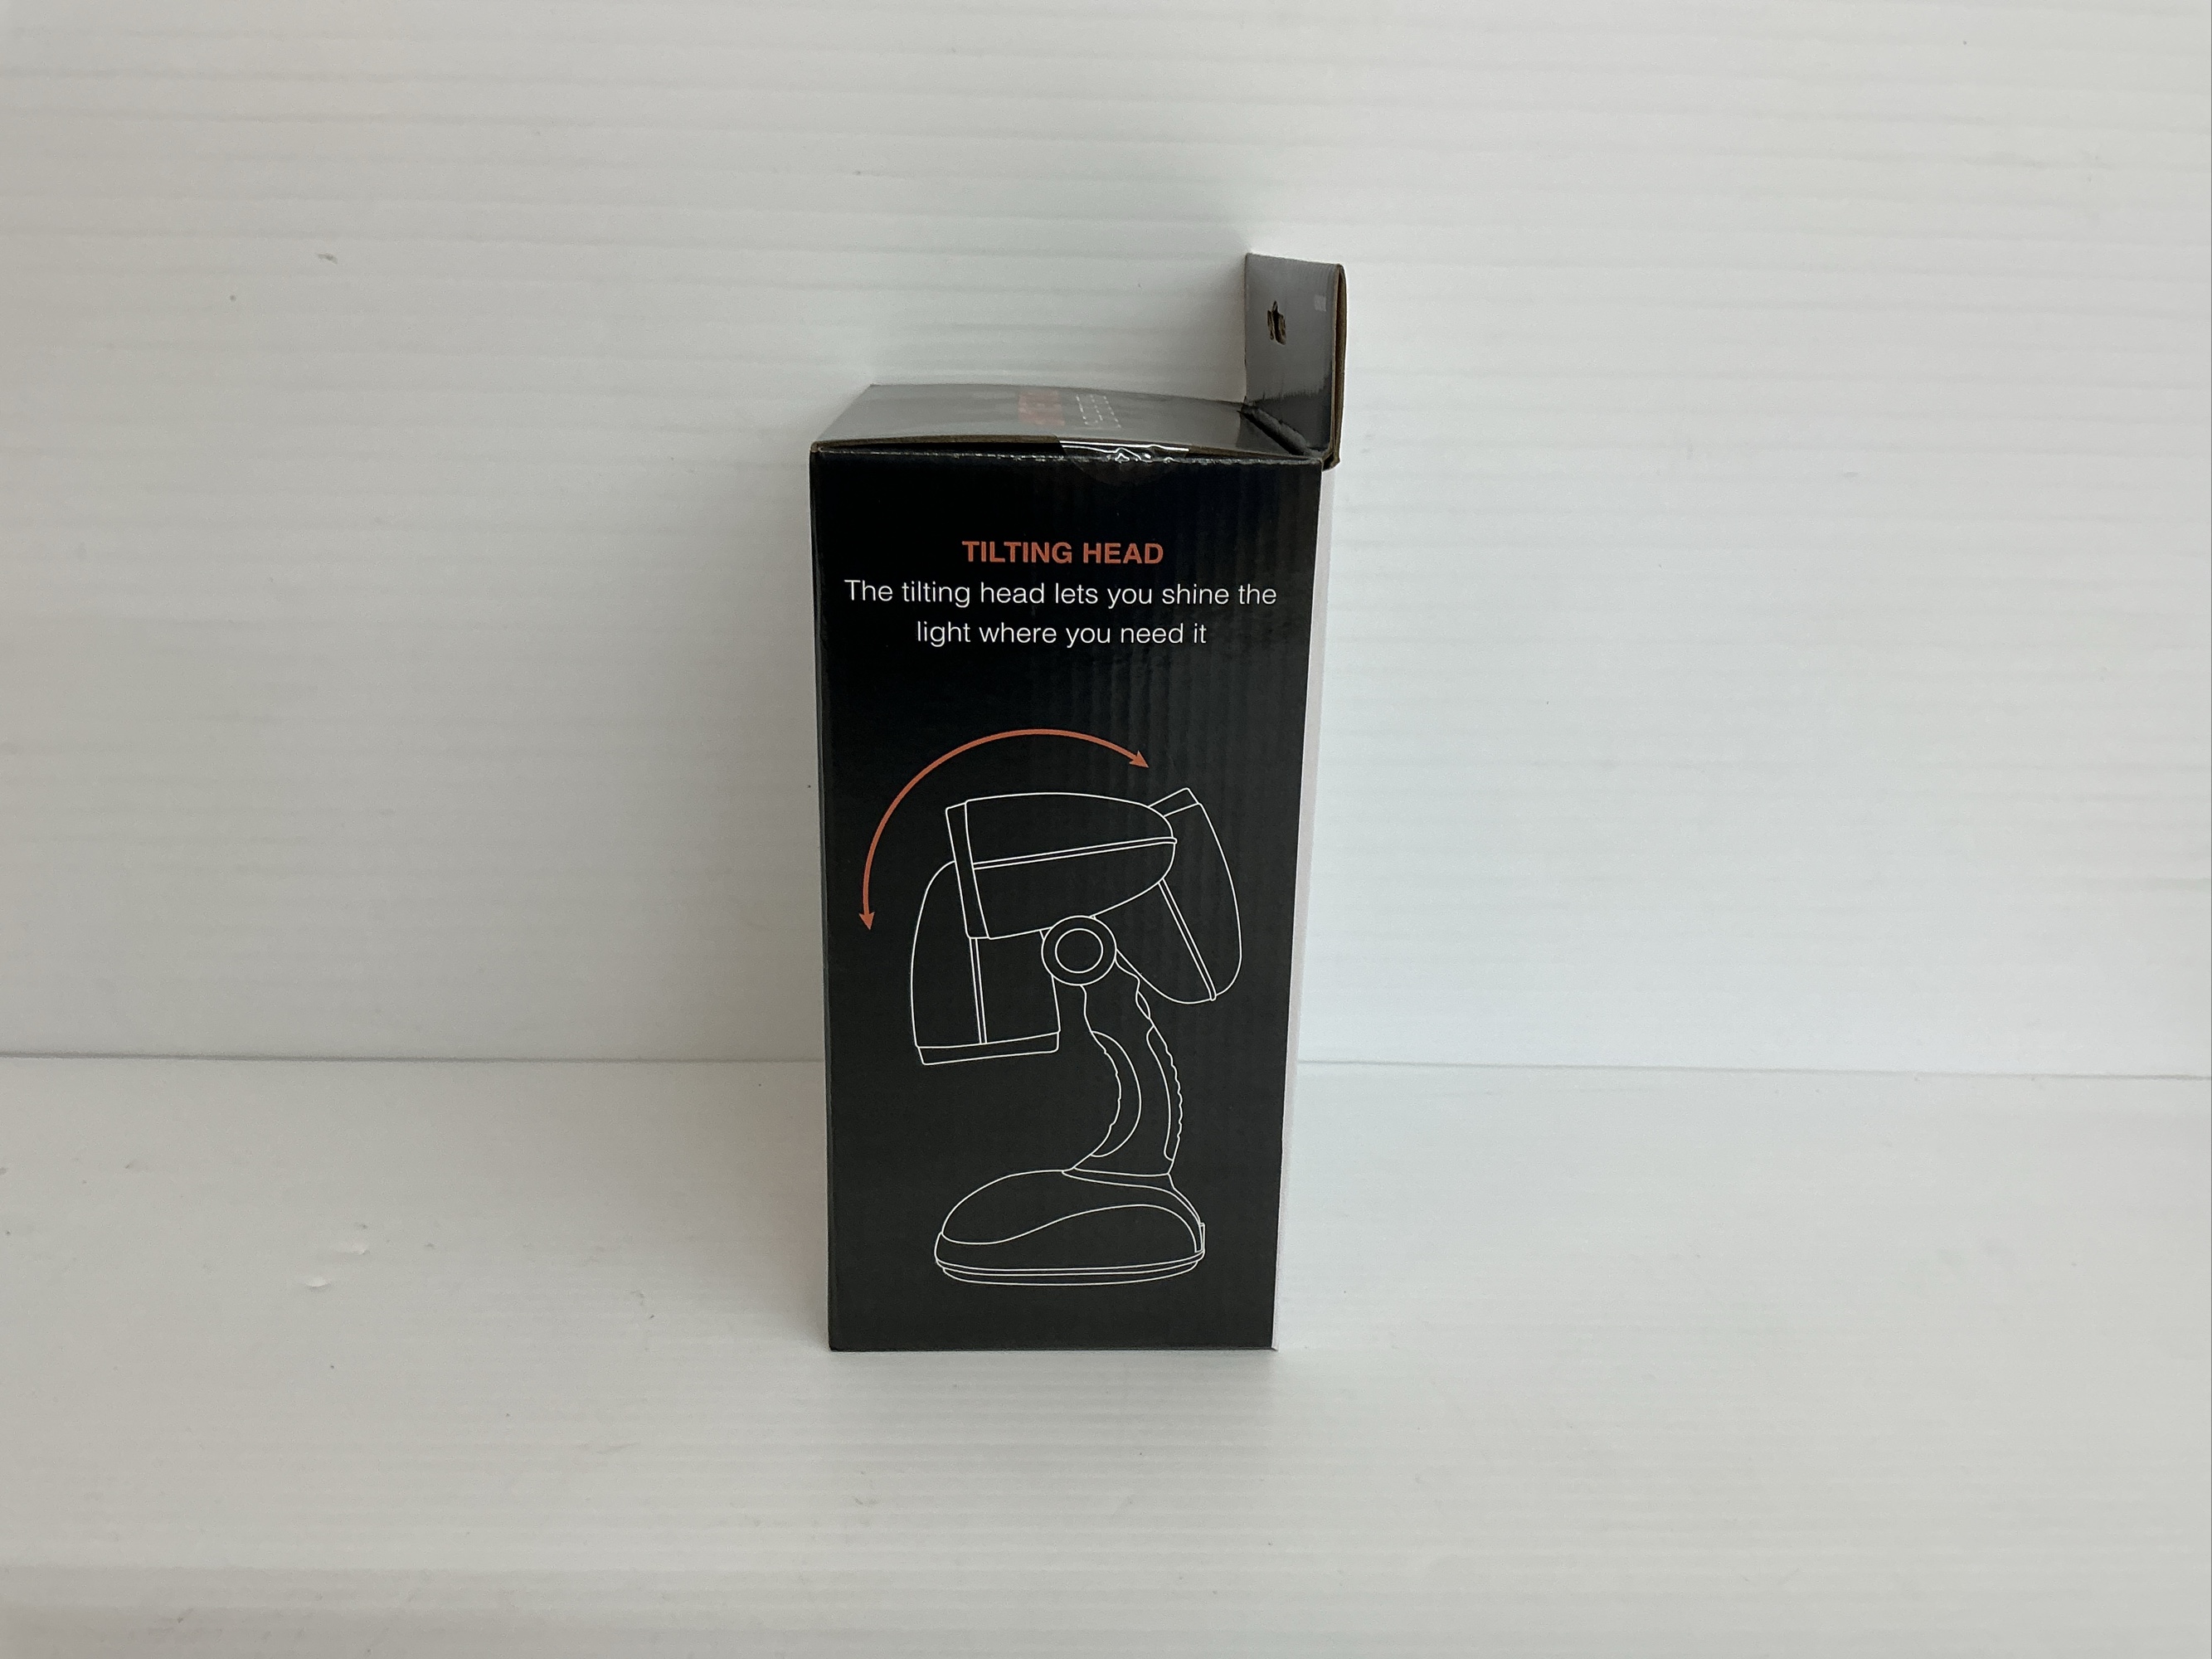 TILTING HEAD
The tilting head lets you shine the
light where you need it